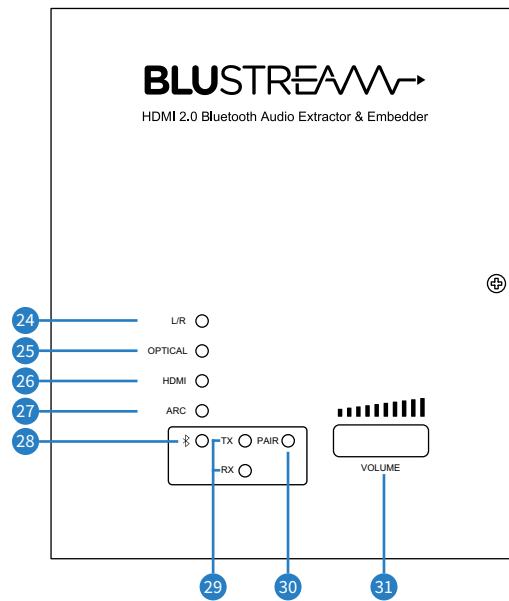 BLUSTREAM
HDMI 2.0 Bluetooth Audio Extractor & Embedder
24 L/R
25 OPTICAL
26 HDMI
27 ARC
28 TX PAIR
RX
VOLUME
29 30 31